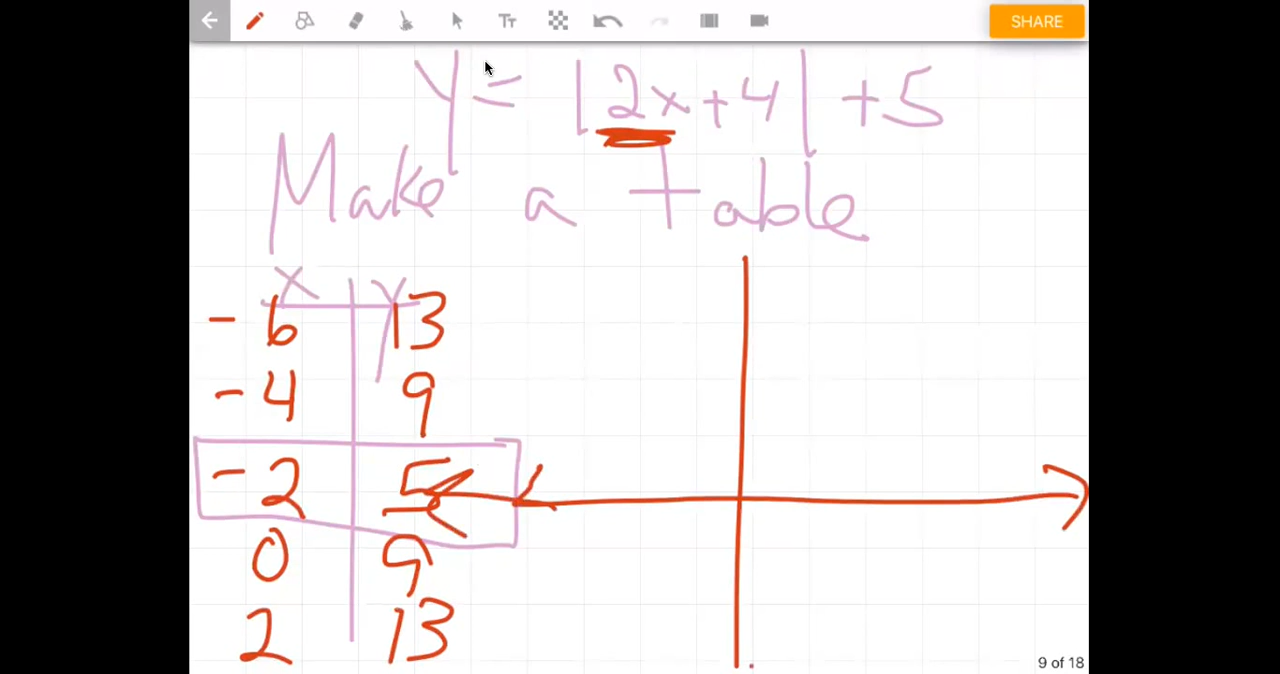 SHARE
y = |2x+4| +5
Make a Table
x y
-6 13
-4 9
-2 5
0 9
2 13
9 of 18